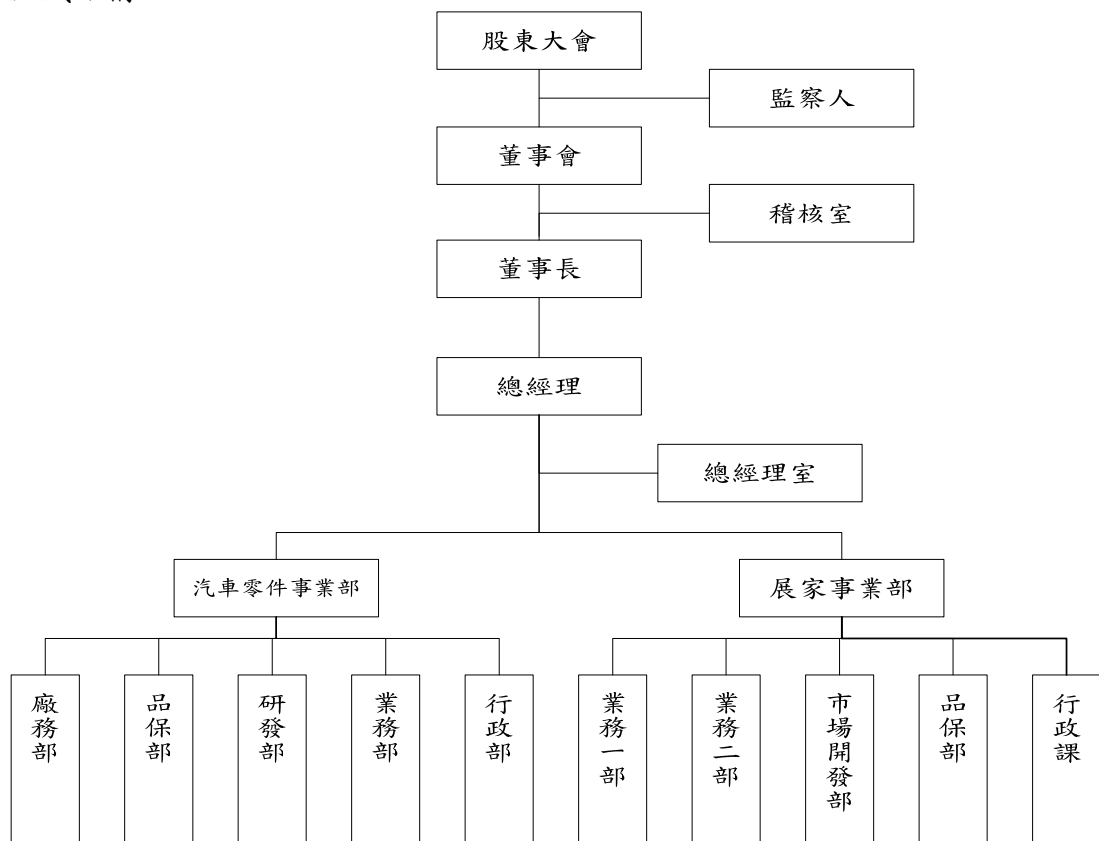 股東大會
監察人
董事會
稽核室
董事長
總經理
總經理室
汽車零件事業部
展家事業部
廠務部
品保部
研發部
業務部
行政部
業務一部
業務二部
市場開發部
品保部
行政課